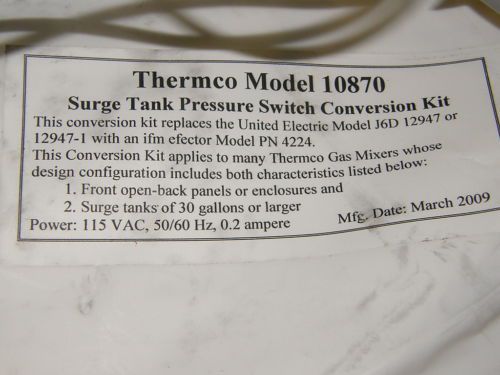 Thermco Model 10870
Surge Tank Pressure Switch Conversion Kit
This conversion kit replaces the United Electric Model J6D 12947 or
12947-1 with an ifm efector Model PN 4224.
This Conversion Kit applies to many Thermco Gas Mixers whose
design configuration includes both characteristics listed below:
1. Front open-back panels or enclosures and
2. Surge tanks of 30 gallons or larger
Power: 115 VAC, 50/60 Hz, 0.2 ampere
Mfg. Date: March 2009